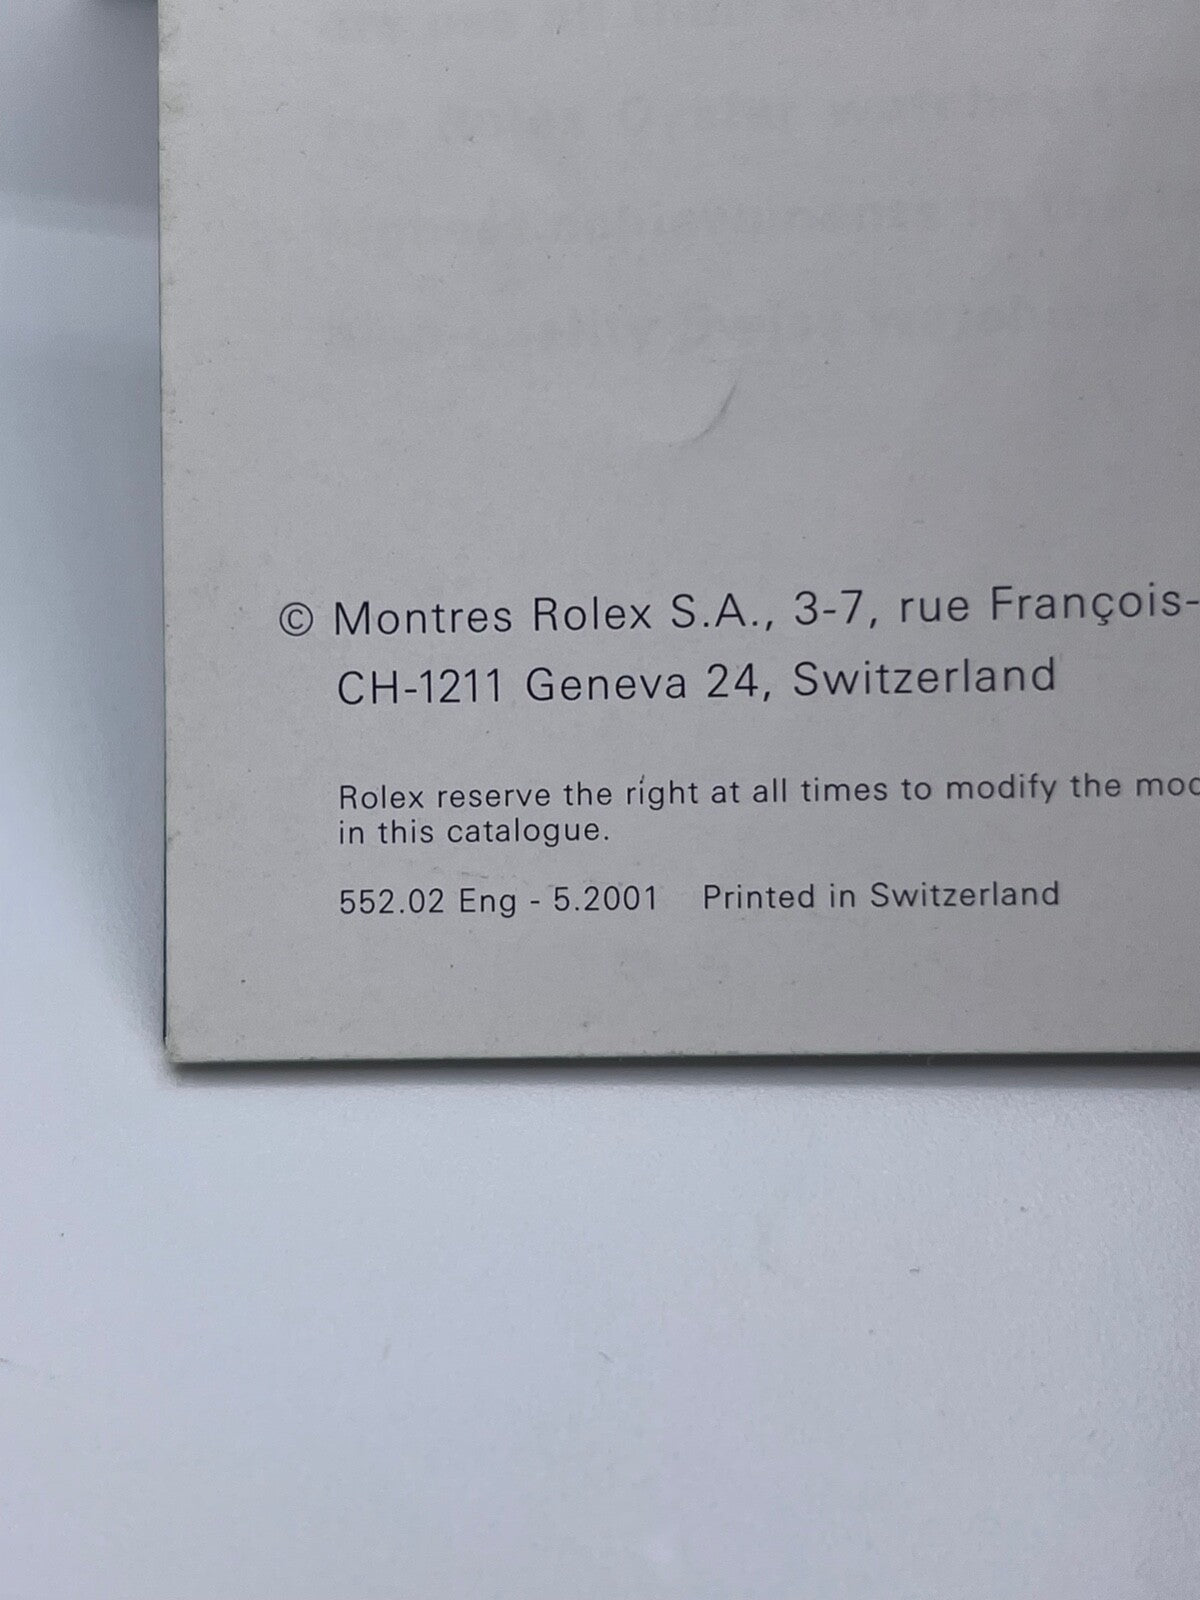 © Montres Rolex S.A., 3-7, rue François-
CH-1211 Geneva 24, Switzerland
Rolex reserve the right at all times to modify the
in this catalogue.
552.02 Eng - 5.2001 Printed in Switzerland